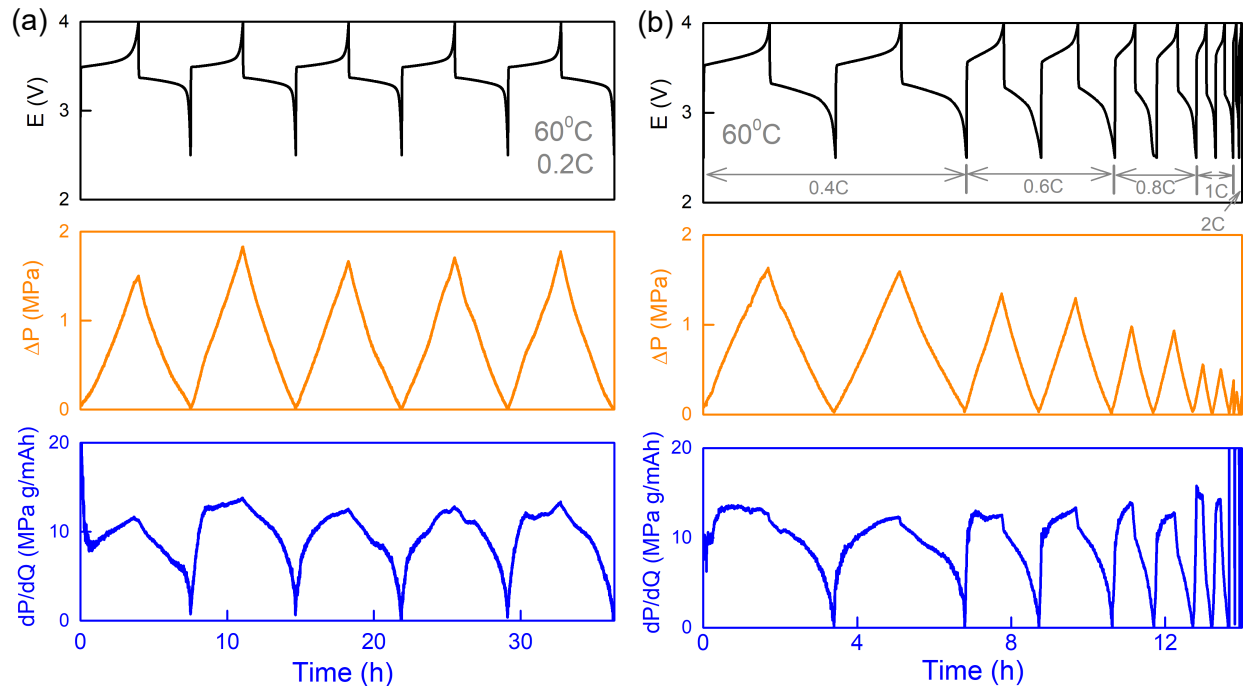 (a)
4
3
2
E (V)
60⁰C
0.2C
2
1
0
ΔP (MPa)
20
10
0
dP/dQ (MPa g/mAh)
0
10
20
30
Time (h)
(b)
4
3
2
E (V)
60⁰C
0.4C
0.6C
0.8C
1C
2C
2
1
0
ΔP (MPa)
20
10
0
dP/dQ (MPa g/mAh)
0
4
8
12
Time (h)